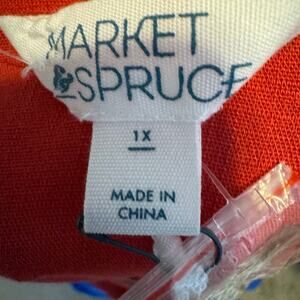 MARKET
&SPRUCE
1X
MADE IN
CHINA